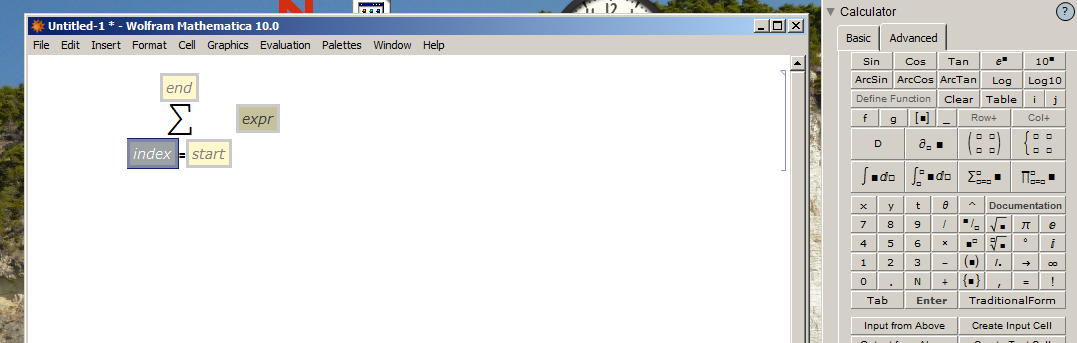 Untitled-1 * - Wolfram Mathematica 10.0
File Edit Insert Format Cell Graphics Evaluation Palettes Window Help
end
∑ expr
index = start
12
Calculator ?
Basic Advanced
Sin Cos Tan e■ 10■
ArcSin ArcCos ArcTan Log Log10
Define Function Clear Table i j
f g [■] _ Row+ Col+
D ∂□ ■ (□ □ □ □) {□ □ □ □
∫■d□ ∫□□■d□ Σ□=□■ ∏□=□■
x y t θ ^ Documentation
7 8 9 / ■/□ √■ π e
4 5 6 × ■□ □√■ ° i
1 2 3 − (■) /. → ∞
0 . N + {■} , = !
Tab Enter TraditionalForm
Input from Above Create Input Cell